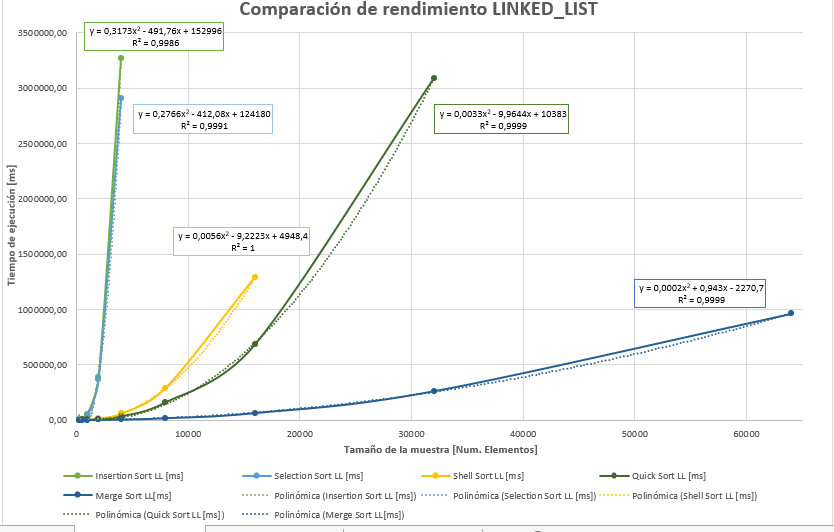 Comparación de rendimiento LINKED_LIST
3500000,00
3000000,00
2500000,00
2000000,00
1500000,00
1000000,00
500000,00
0,00
Tiempo de ejecución [ms]
y = 0,3173x² - 491,76x + 152996
R² = 0,9986
y = 0,2766x² - 412,08x + 124180
R² = 0,9991
y = 0,0033x² - 9,9644x + 10383
R² = 0,9999
y = 0,0056x² - 9,2223x + 4948,4
R² = 1
y = 0,0002x² + 0,943x - 2270,7
R² = 0,9999
0 10000 20000 30000 40000 50000 60000
Tamaño de la muestra [Num. Elementos]
Insertion Sort LL [ms] Selection Sort LL [ms] Shell Sort LL [ms] Quick Sort LL [ms]
Merge Sort LL[ms] Polinómica (Insertion Sort LL [ms]) Polinómica (Selection Sort LL [ms]) Polinómica (Shell Sort LL [ms])
Polinómica (Quick Sort LL [ms]) Polinómica (Merge Sort LL[ms])